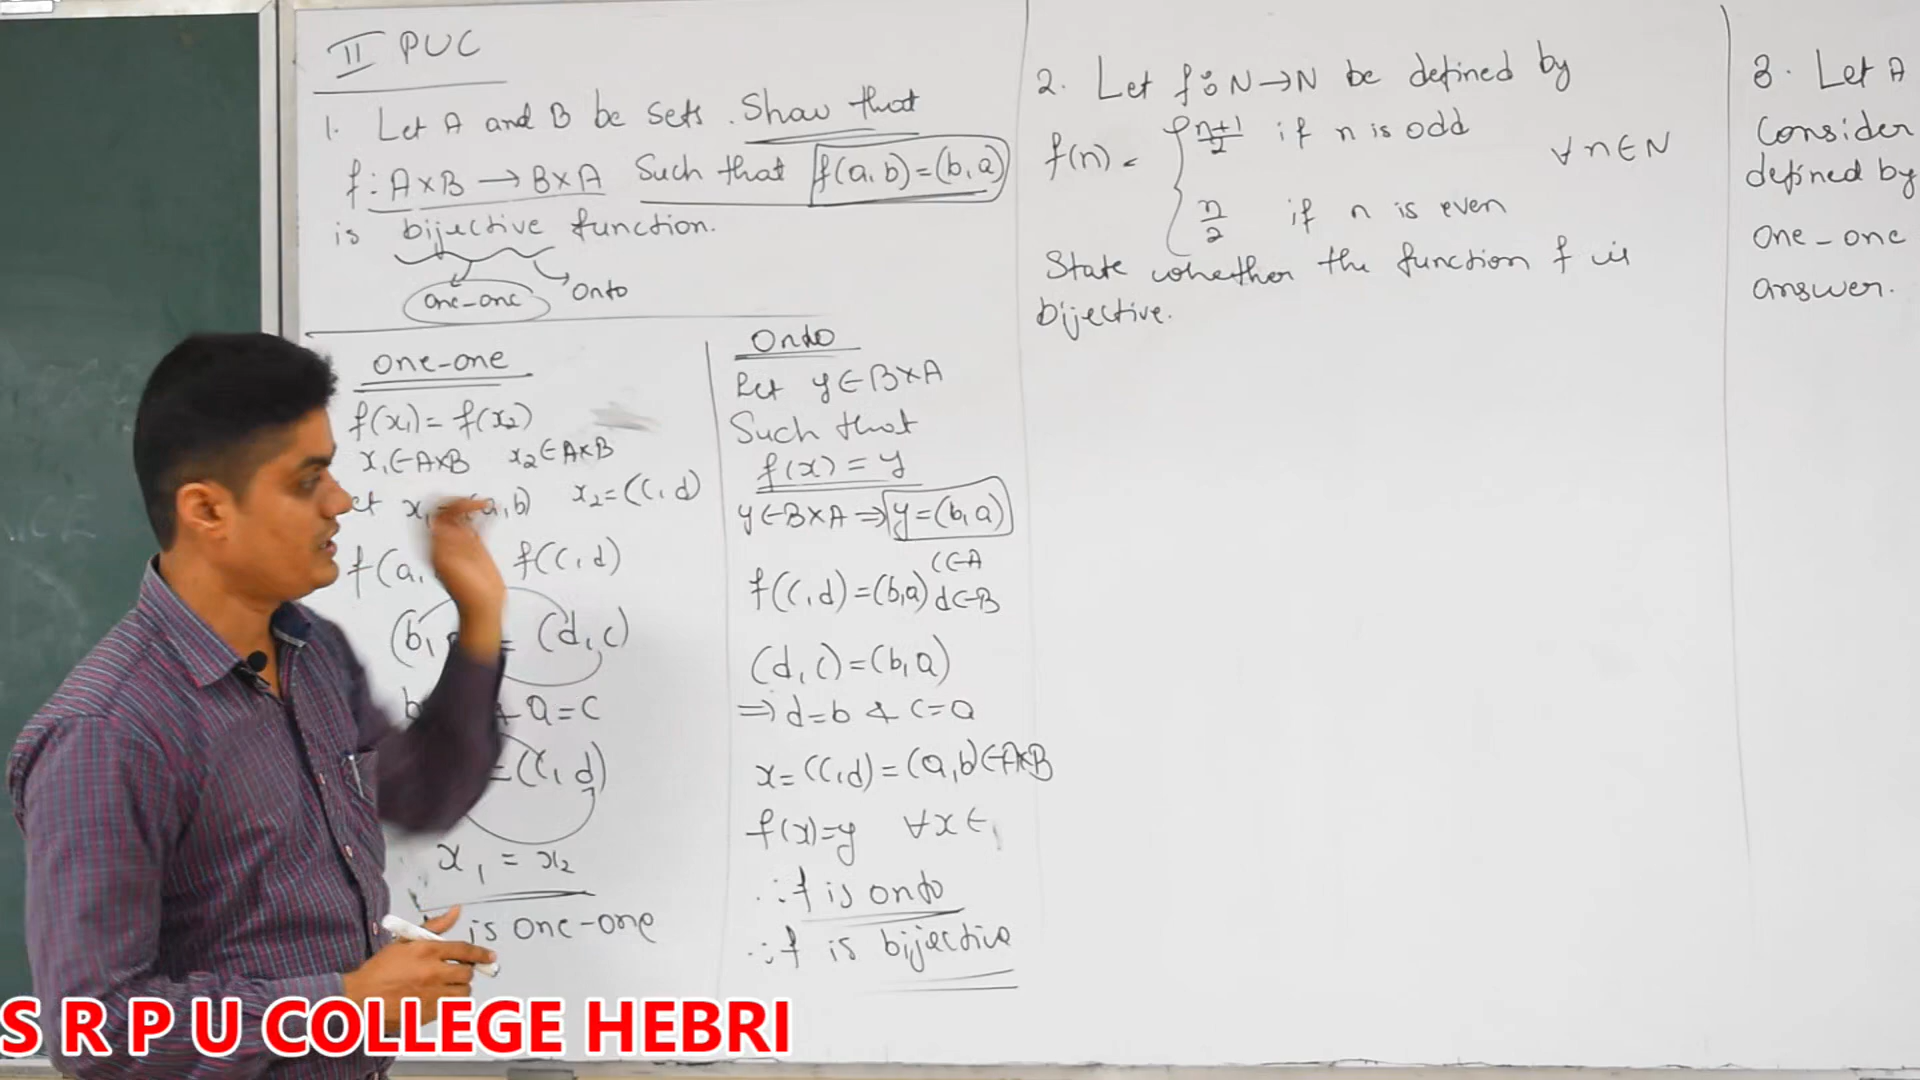 II PUC
1. Let A and B be sets. Show that
f : A×B → B×A Such that f(a,b)=(b,a)
is bijective function.
one-one Onto
one-one
f(x₁)= f(x₂)
x₁∈A×B x₂∈A×B
et x₁ = (a,b) x₂=(c,d)
f(a, f(c,d)
(b, = (d,c)
b a=c
=(c,d)
x₁ = x₂
is one-one
Onto
Let y∈B×A
Such that
f(x) = y
y∈B×A ⇒ y=(b,a)
c∈A
f(c,d)=(b,a) d∈B
(d,c)=(b,a)
⇒ d=b & c=a
x=(c,d)=(a,b)∈A×B
f(x)=y ∀x∈
∴ f is onto
∴ f is bijective
2. Let f : N→N be defined by
f(n) = { n+1/2 if n is odd ∀ n∈N
n/2 if n is even
State whether the function f is
bijective.
3. Let A
Consider
defined by
one-one
answer.
S R P U COLLEGE HEBRI